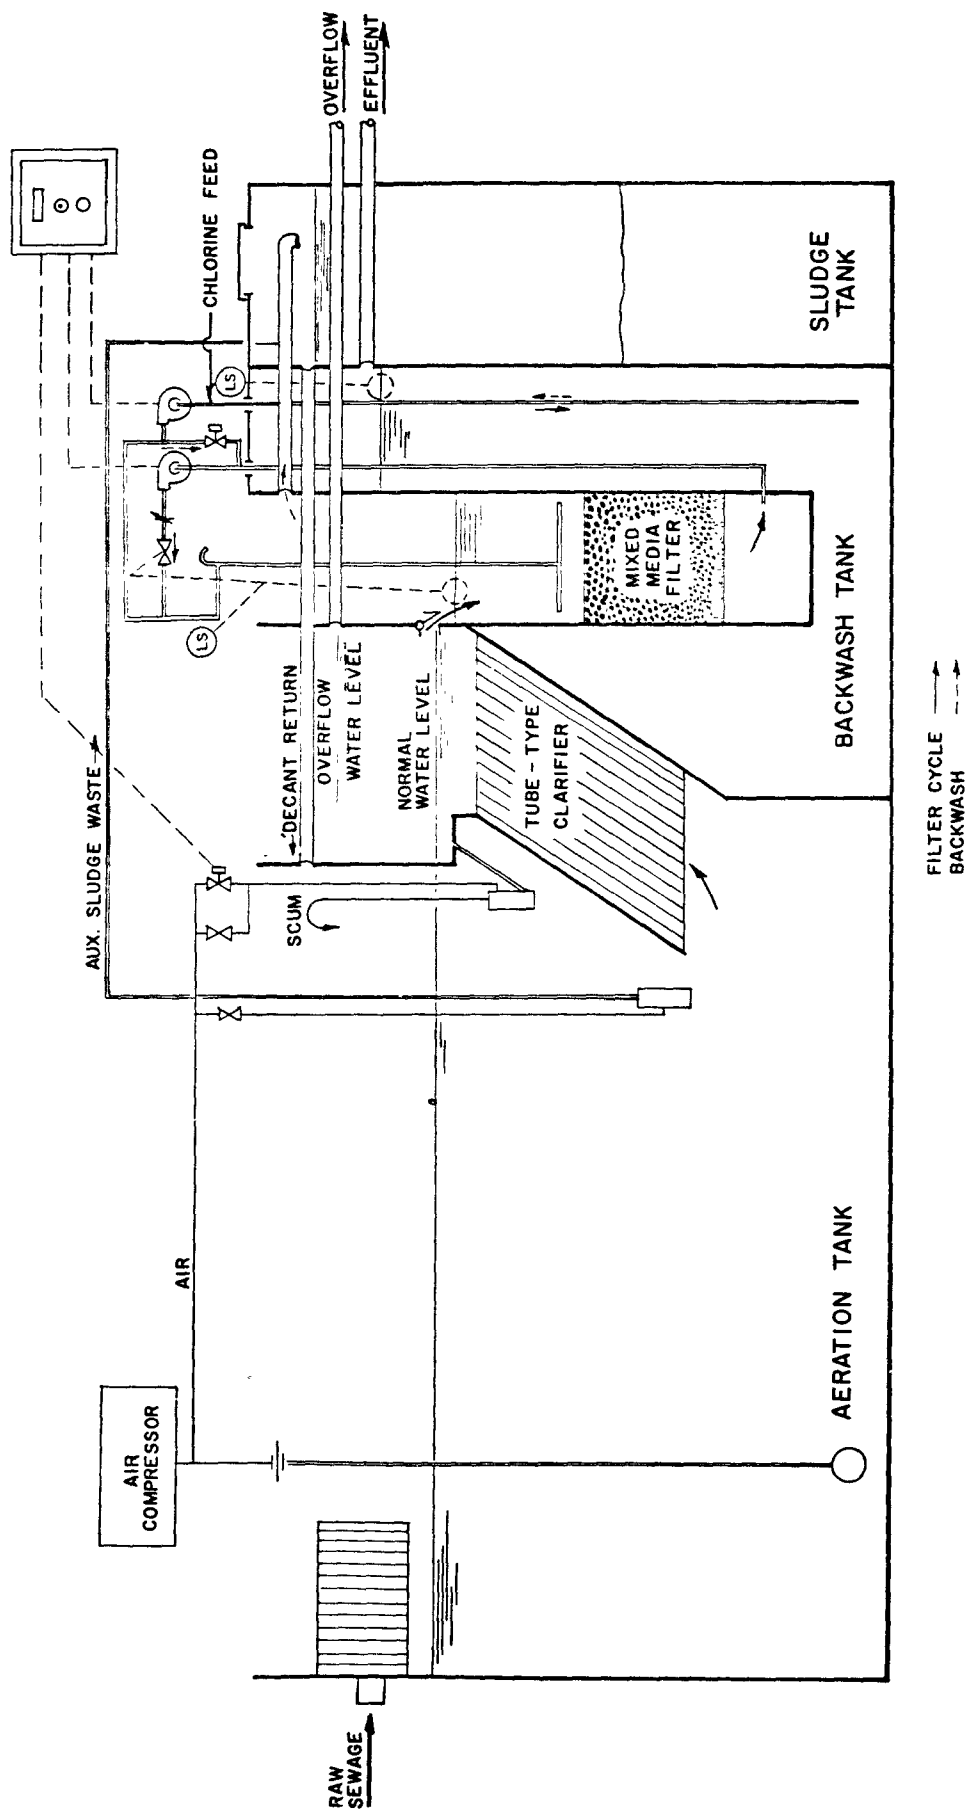 RAW
SEWAGE
AIR
COMPRESSOR
AIR
AERATION TANK
AUX. SLUDGE WASTE
SCUM
DECANT RETURN
OVERFLOW
WATER LEVEL
NORMAL
WATER LEVEL
TUBE-TYPE
CLARIFIER
LS
MIXED
MEDIA
FILTER
BACKWASH TANK
LS
CHLORINE FEED
OVERFLOW
EFFLUENT
SLUDGE
TANK
FILTER CYCLE
BACKWASH